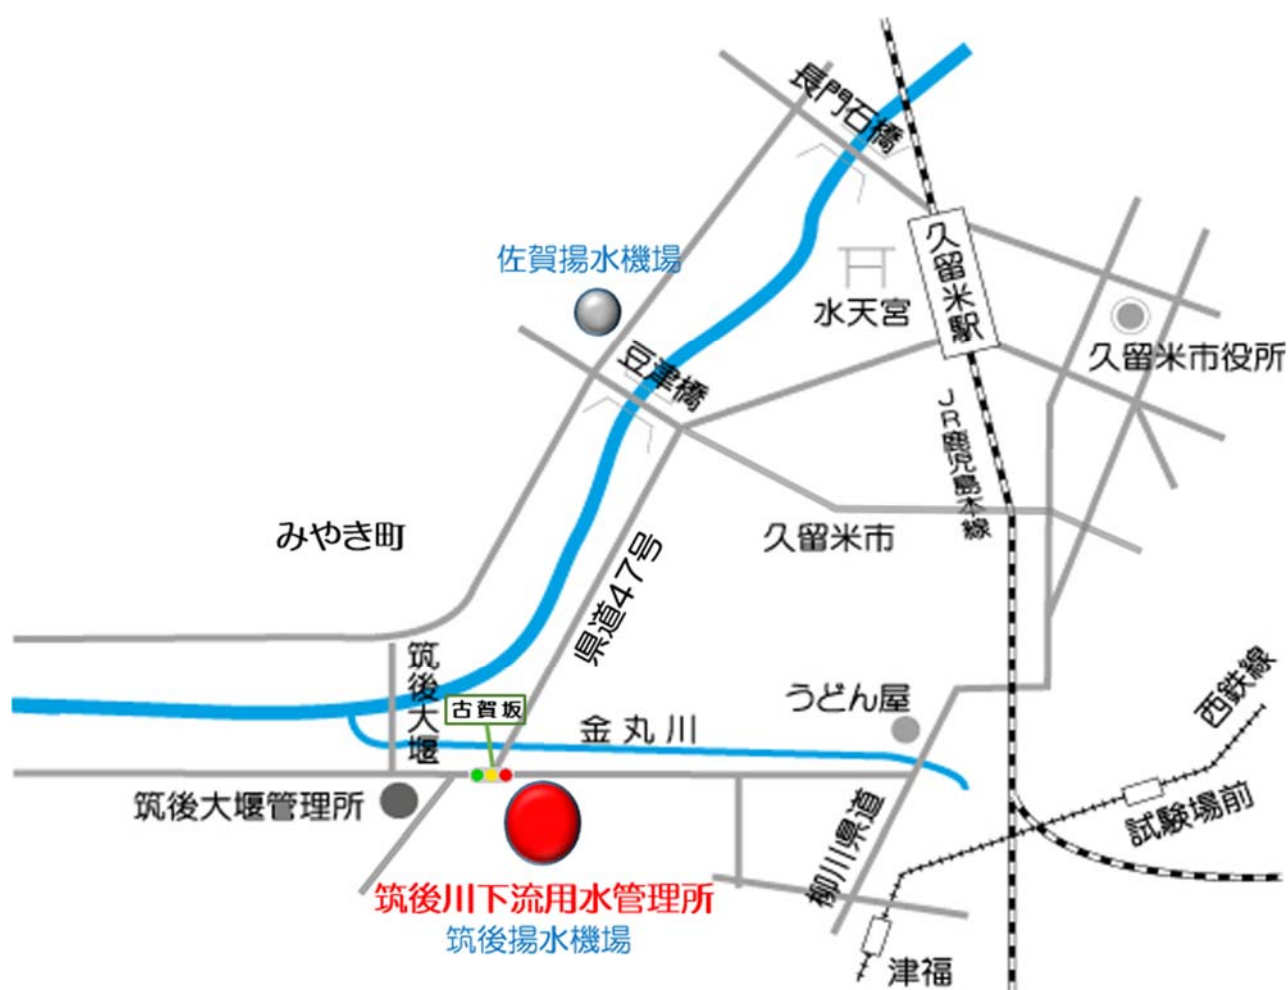 長門石橋
佐賀揚水機場
久留米駅
水天宮
久留米市役所
豆津橋
JR鹿児島本線
みやき町
久留米市
県道47号
筑後大堰
古賀坂
金丸川
うどん屋
西鉄線
筑後大堰管理所
試験場前
柳川県道
筑後川下流用水管理所
筑後揚水機場
津福